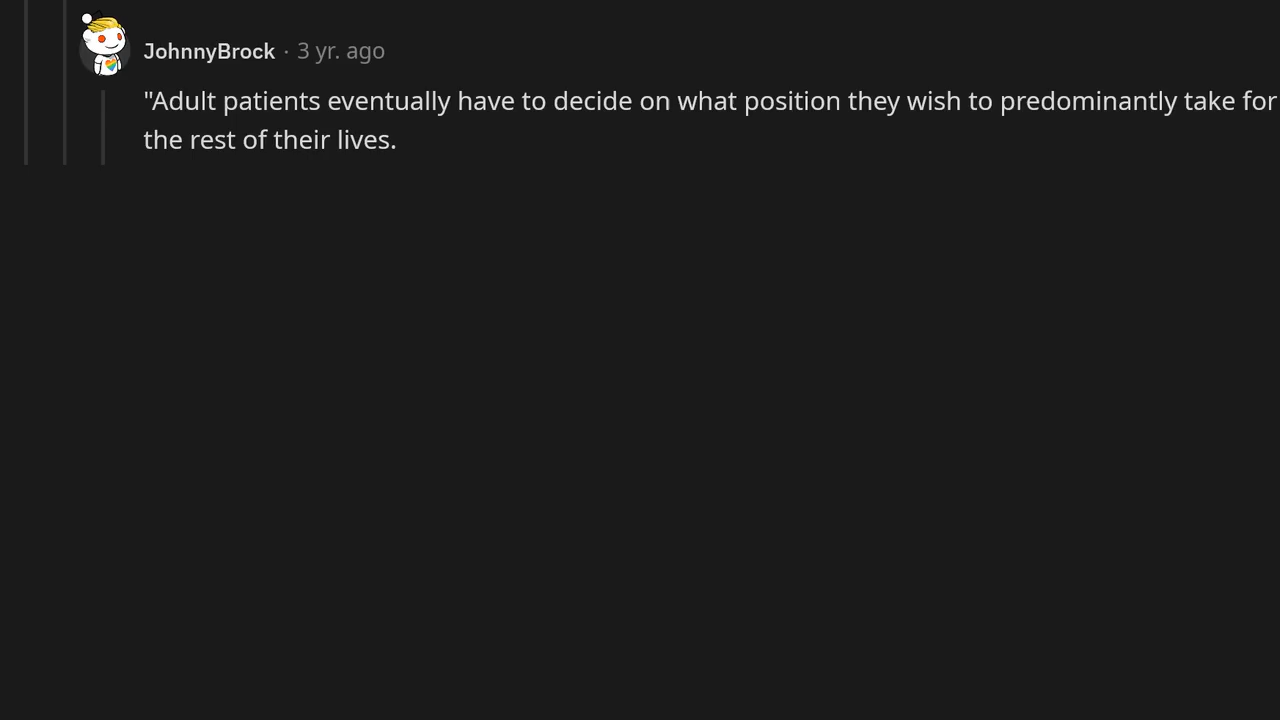 JohnnyBrock · 3 yr. ago
"Adult patients eventually have to decide on what position they wish to predominantly take for
the rest of their lives.